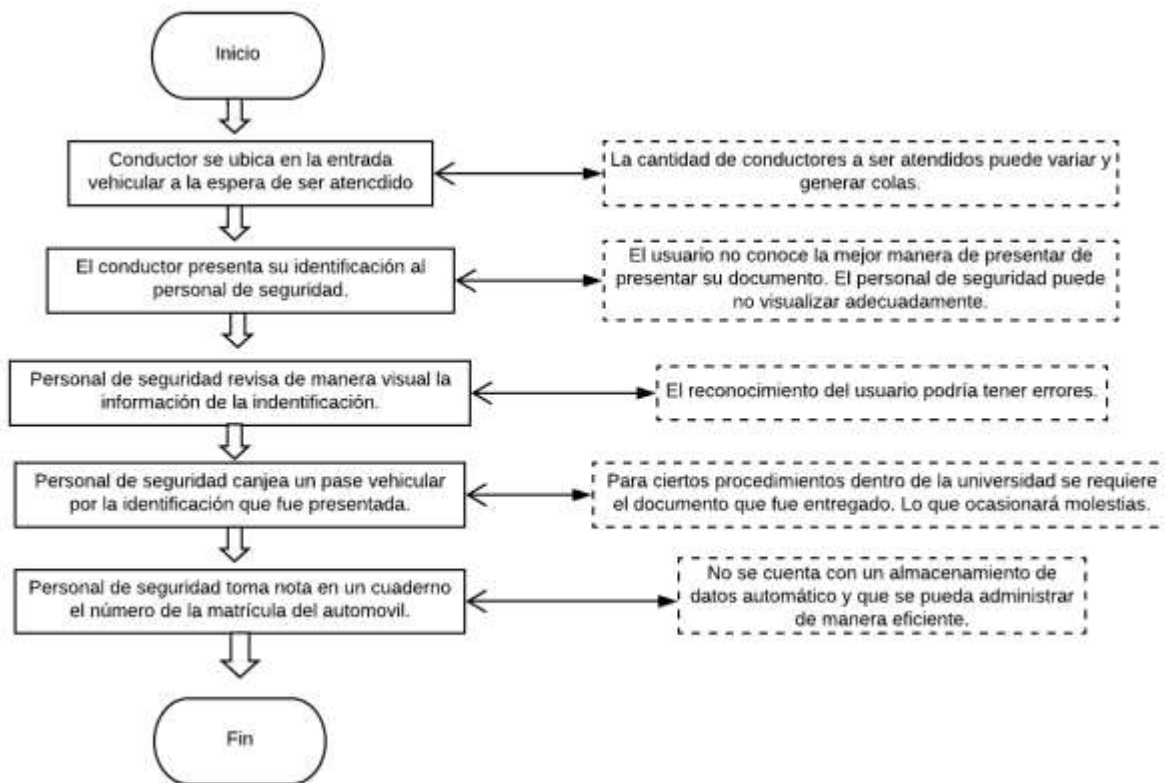 Inicio
Conductor se ubica en la entrada
vehicular a la espera de ser atencdido
La cantidad de conductores a ser atendidos puede variar y
generar colas.
El conductor presenta su identificación al
personal de seguridad.
El usuario no conoce la mejor manera de presentar de
presentar su documento. El personal de seguridad puede
no visualizar adecuadamente.
Personal de seguridad revisa de manera visual la
información de la indentificación.
El reconocimiento del usuario podría tener errores.
Personal de seguridad canjea un pase vehicular
por la identificación que fue presentada.
Para ciertos procedimientos dentro de la universidad se requiere
el documento que fue entregado. Lo que ocasionará molestias.
Personal de seguridad toma nota en un cuaderno
el número de la matrícula del automovil.
No se cuenta con un almacenamiento de
datos automático y que se pueda administrar
de manera eficiente.
Fin